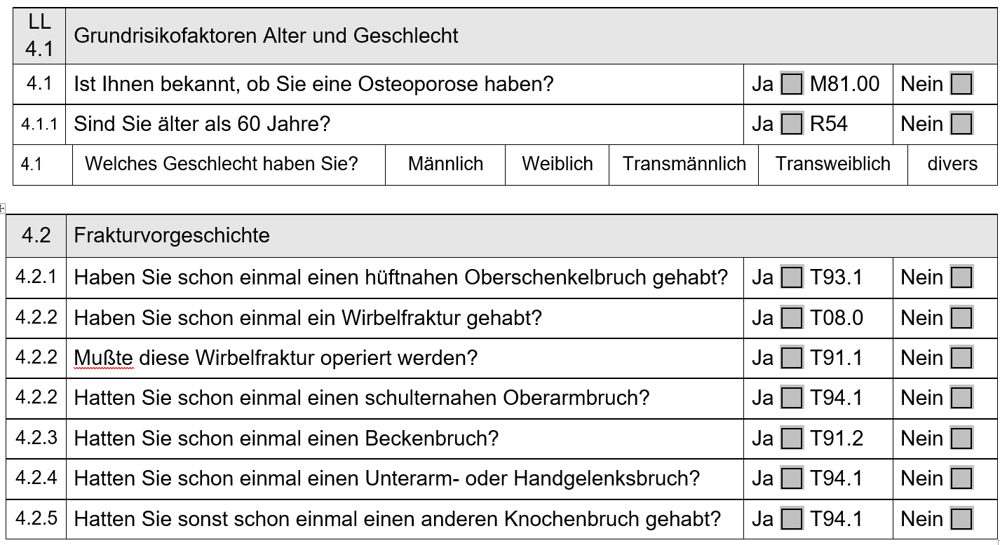 LL
4.1 Grundrisikofaktoren Alter und Geschlecht
4.1 Ist Ihnen bekannt, ob Sie eine Osteoporose haben? Ja M81.00 Nein
4.1.1 Sind Sie älter als 60 Jahre? Ja R54 Nein
4.1 Welches Geschlecht haben Sie? Männlich Weiblich Transmännlich Transweiblich divers
4.2 Frakturvorgeschichte
4.2.1 Haben Sie schon einmal einen hüftnahen Oberschenkelbruch gehabt? Ja T93.1 Nein
4.2.2 Haben Sie schon einmal ein Wirbelfraktur gehabt? Ja T08.0 Nein
4.2.2 Mußte diese Wirbelfraktur operiert werden? Ja T91.1 Nein
4.2.2 Hatten Sie schon einmal einen schulternahen Oberarmbruch? Ja T94.1 Nein
4.2.3 Hatten Sie schon einmal einen Beckenbruch? Ja T91.2 Nein
4.2.4 Hatten Sie schon einmal einen Unterarm- oder Handgelenksbruch? Ja T94.1 Nein
4.2.5 Hatten Sie sonst schon einmal einen anderen Knochenbruch gehabt? Ja T94.1 Nein